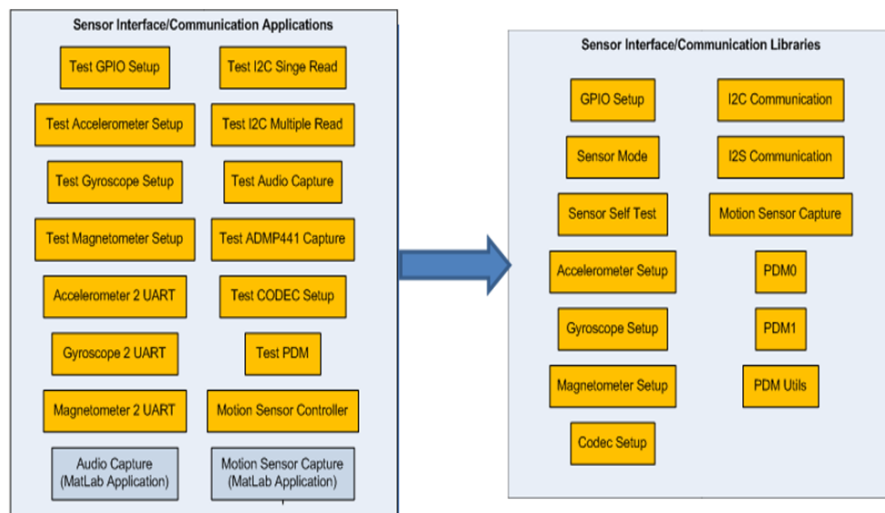 Sensor Interface/Communication Applications
Test GPIO Setup
Test I2C Singe Read
Test Accelerometer Setup
Test I2C Multiple Read
Test Gyroscope Setup
Test Audio Capture
Test Magnetometer Setup
Test ADMP441 Capture
Accelerometer 2 UART
Test CODEC Setup
Gyroscope 2 UART
Test PDM
Magnetometer 2 UART
Motion Sensor Controller
Audio Capture
(MatLab Application)
Motion Sensor Capture
(MatLab Application)
Sensor Interface/Communication Libraries
GPIO Setup
I2C Communication
Sensor Mode
I2S Communication
Sensor Self Test
Motion Sensor Capture
Accelerometer Setup
PDM0
Gyroscope Setup
PDM1
Magnetometer Setup
PDM Utils
Codec Setup